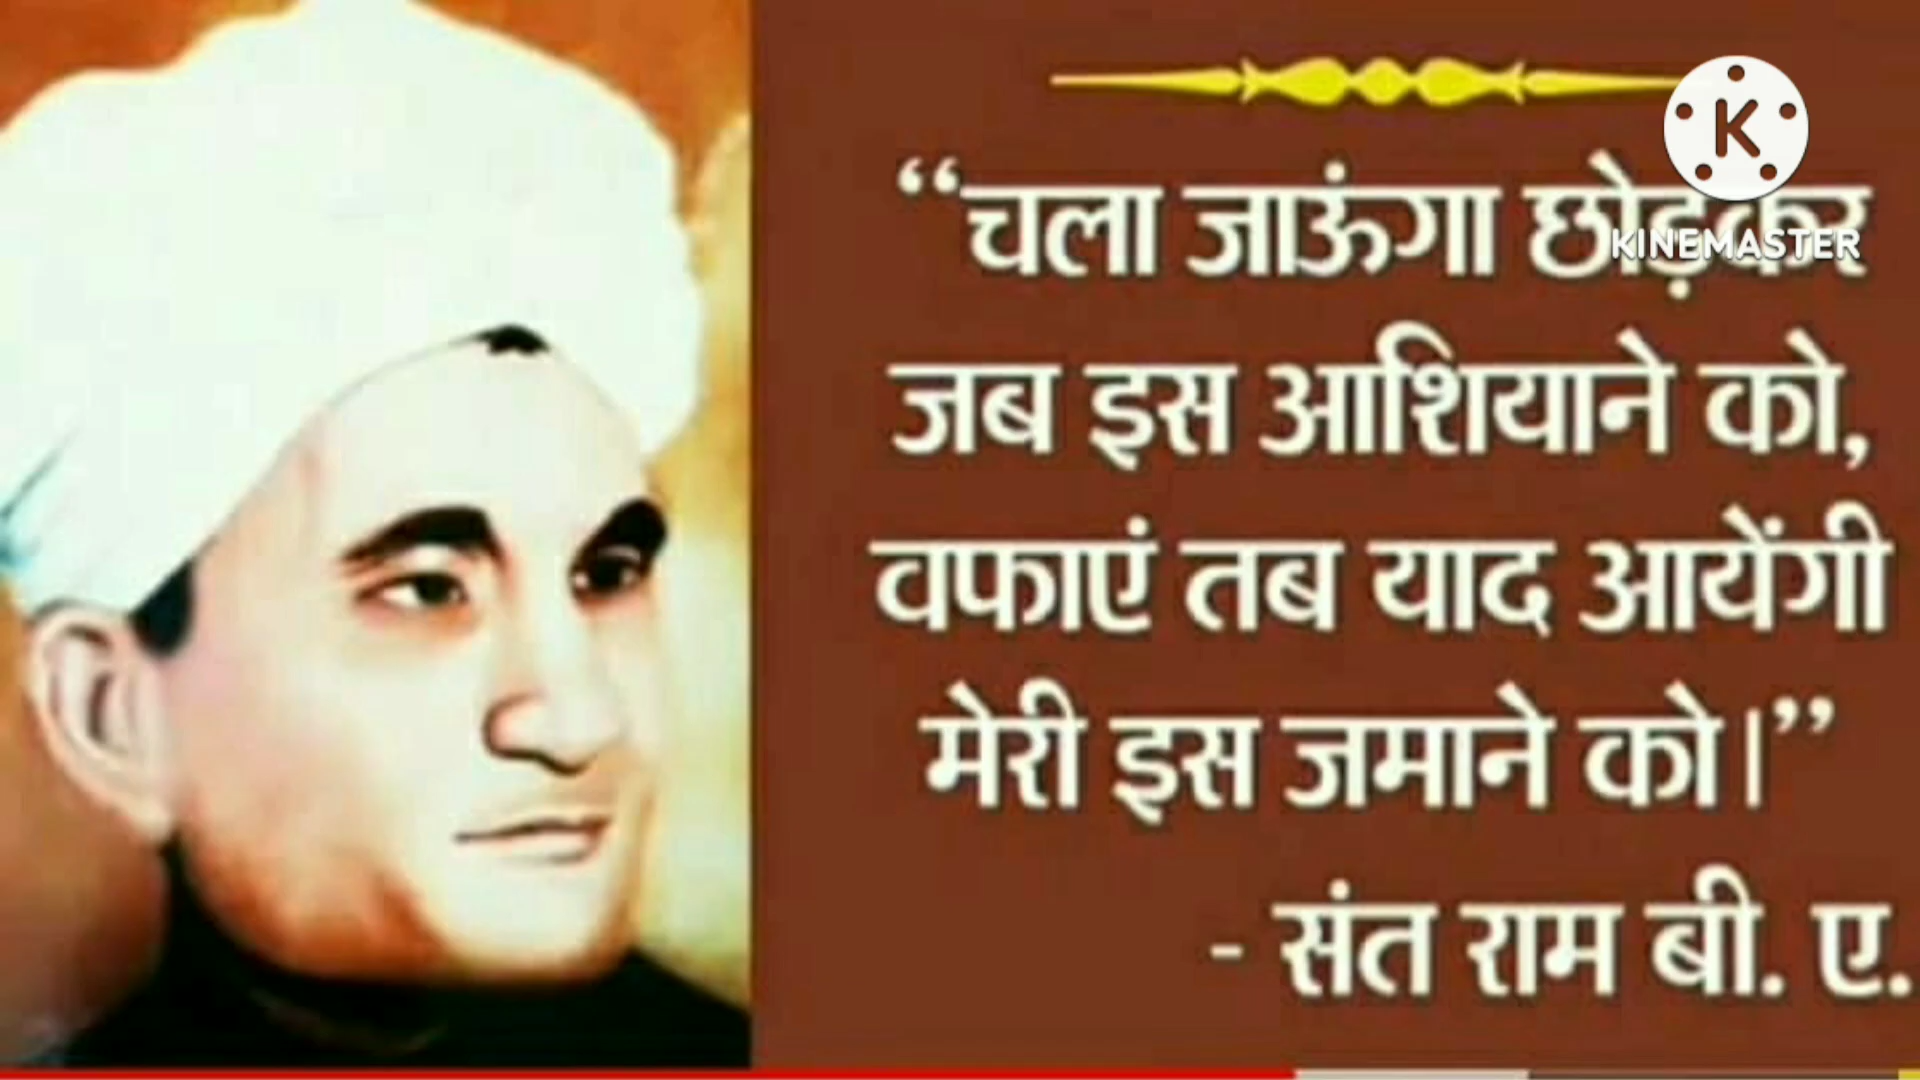 K
KINEMASTER
“चला जाऊंगा छोड़कर
जब इस आशियाने को,
वफाएं तब याद आयेंगी
मेरी इस जमाने को।”
- संत राम बी. ए.